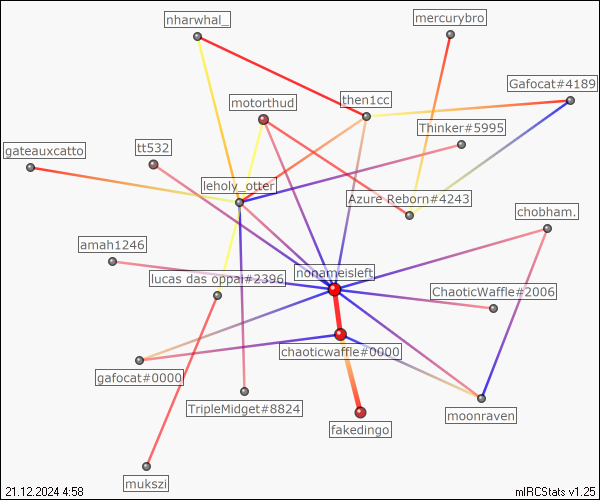 nharwhal_
mercurybro
Gafocat#4189
motorthud
then1cc
Thinker#5995
tt532
gateauxcatto
leholy_otter
Azure Reborn#4243
chobham.
amah1246
nonameisleft
lucas das oppai#2396
ChaoticWaffle#2006
chaoticwaffle#0000
gafocat#0000
TripleMidget#8824
moonraven
fakedingo
mukszi
21.12.2024 4:58
mIRCStats v1.25